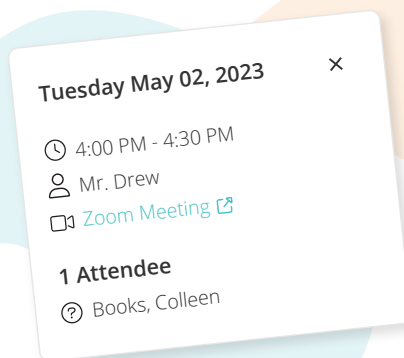 Tuesday May 02, 2023
4:00 PM - 4:30 PM
Mr. Drew
Zoom Meeting
1 Attendee
Books, Colleen